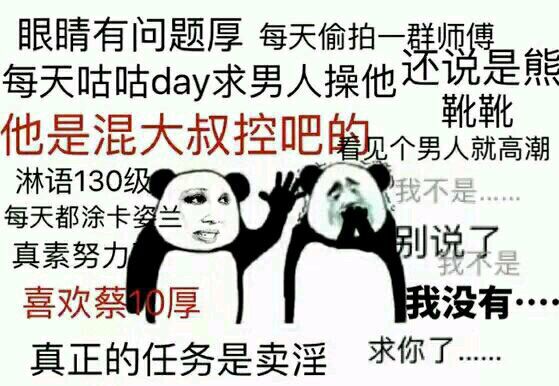 眼睛有问题厚
每天偷拍一群师傅
每天咕咕day求男人操他
还说是熊
靴靴
他是混大叔控吧的
看见个男人就高潮
淋语130级
我不是……
每天都涂卡姿兰
别说了
真素努力
我不是
喜欢蔡10厚
我没有····
真正的任务是卖淫
求你了……